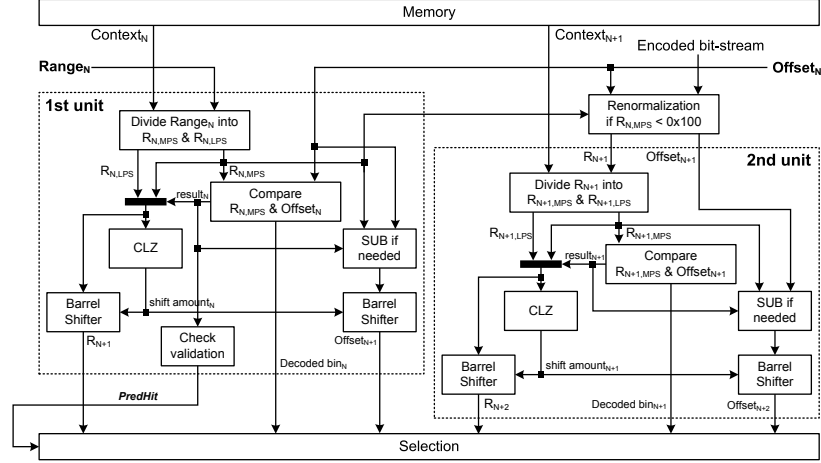 Memory
Context_N
Context_N+1
Encoded bit-stream
Range_N
Offset_N
1st unit
Divide Range_N into
R_N,MPS & R_N,LPS
Renormalization
if R_N,MPS < 0x100
R_N+1
Offset_N+1
2nd unit
R_N,LPS
R_N,MPS
result_N
Compare
R_N,MPS & Offset_N
Divide R_N+1 into
R_N+1,MPS & R_N+1,LPS
CLZ
SUB if
needed
R_N+1,LPS
R_N+1,MPS
result_N+1
Compare
R_N+1,MPS & Offset_N+1
Barrel
Shifter
shift amount_N
Barrel
Shifter
CLZ
SUB if
needed
R_N+1
Check
validation
Offset_N+1
Decoded bin_N
Barrel
Shifter
shift amount_N+1
Barrel
Shifter
PredHit
R_N+2
Decoded bin_N+1
Offset_N+2
Selection